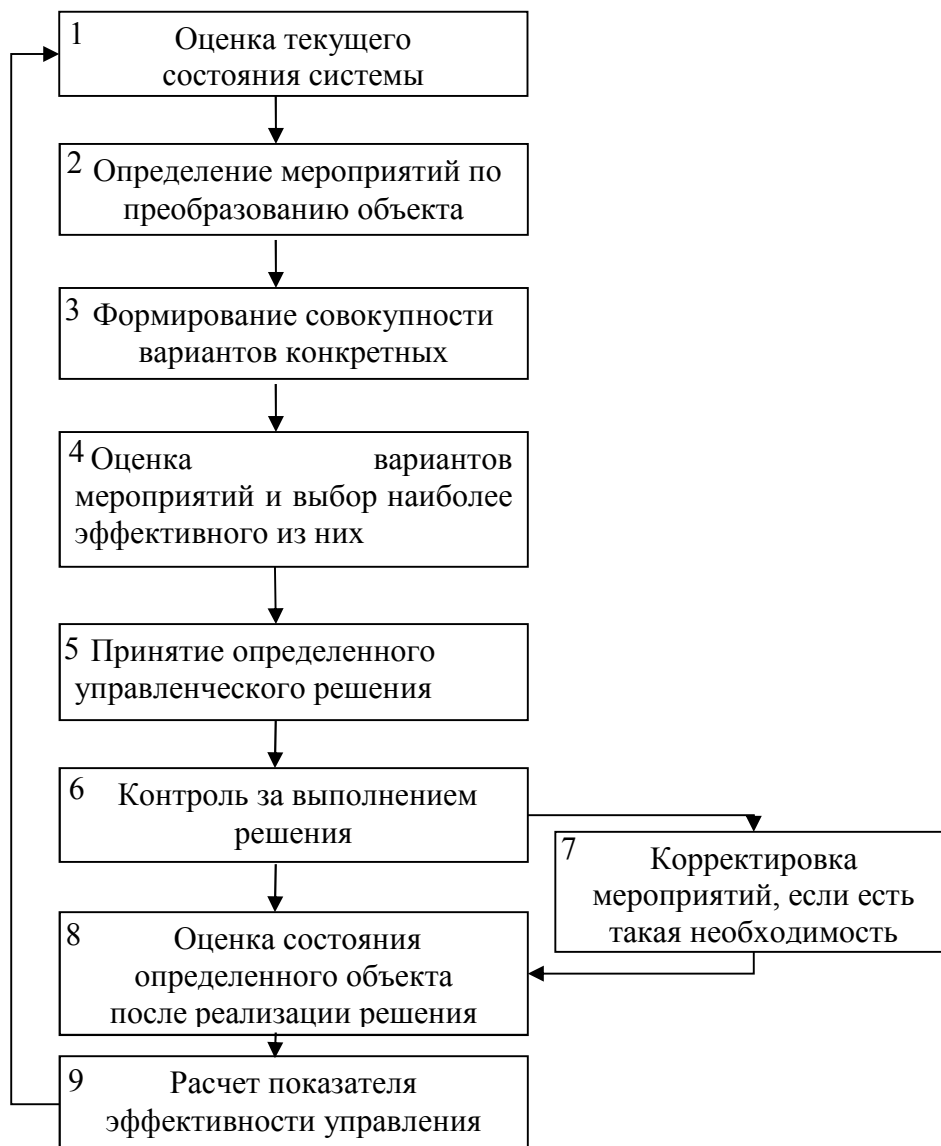 1 Оценка текущего
состояния системы
2 Определение мероприятий по
преобразованию объекта
3 Формирование совокупности
вариантов конкретных
4 Оценка вариантов
мероприятий и выбор наиболее
эффективного из них
5 Принятие определенного
управленческого решения
6 Контроль за выполнением
решения
7 Корректировка
мероприятий, если есть
такая необходимость
8 Оценка состояния
определенного объекта
после реализации решения
9 Расчет показателя
эффективности управления